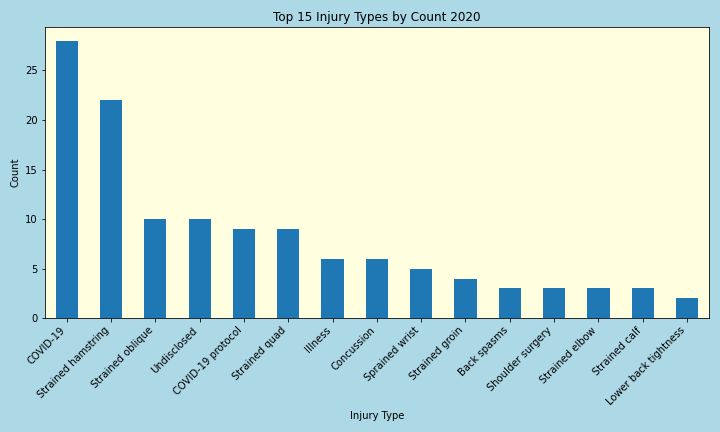 Top 15 Injury Types by Count 2020
Count
25
20
15
10
5
0
COVID-19
Strained hamstring
Strained oblique
Undisclosed
COVID-19 protocol
Strained quad
Illness
Concussion
Sprained wrist
Strained groin
Back spasms
Shoulder surgery
Strained elbow
Strained calf
Lower back tightness
Injury Type